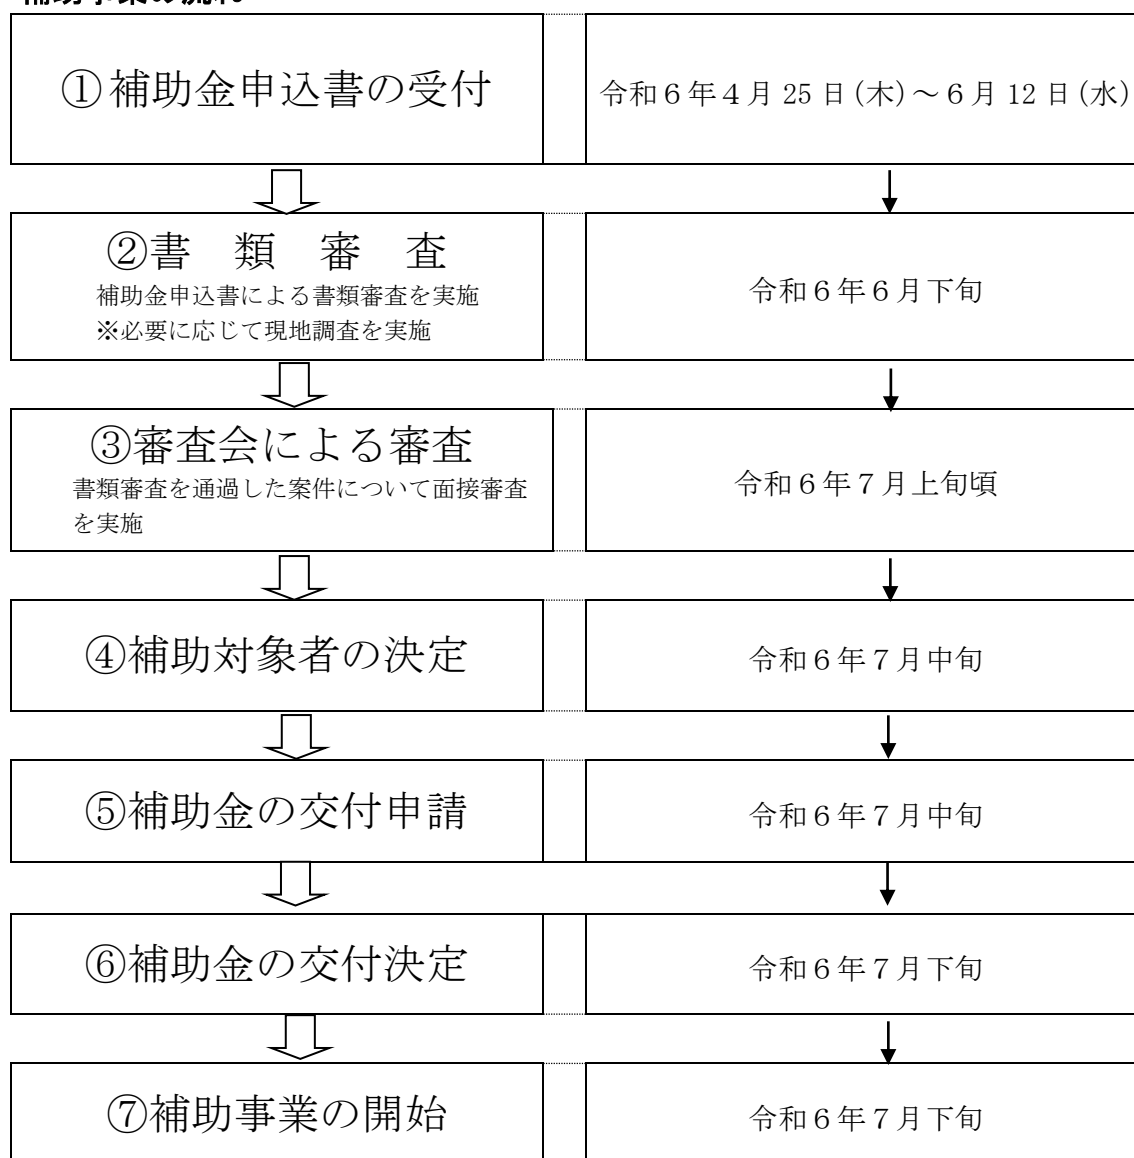 補助事業の流れ
①補助金申込書の受付
令和６年４月 25 日(木)～６月 12 日(水)
②書　類　審　査
補助金申込書による書類審査を実施
※必要に応じて現地調査を実施
令和６年６月下旬
③審査会による審査
書類審査を通過した案件について面接審査
を実施
令和６年７月上旬頃
④補助対象者の決定
令和６年７月中旬
⑤補助金の交付申請
令和６年７月中旬
⑥補助金の交付決定
令和６年７月下旬
⑦補助事業の開始
令和６年７月下旬